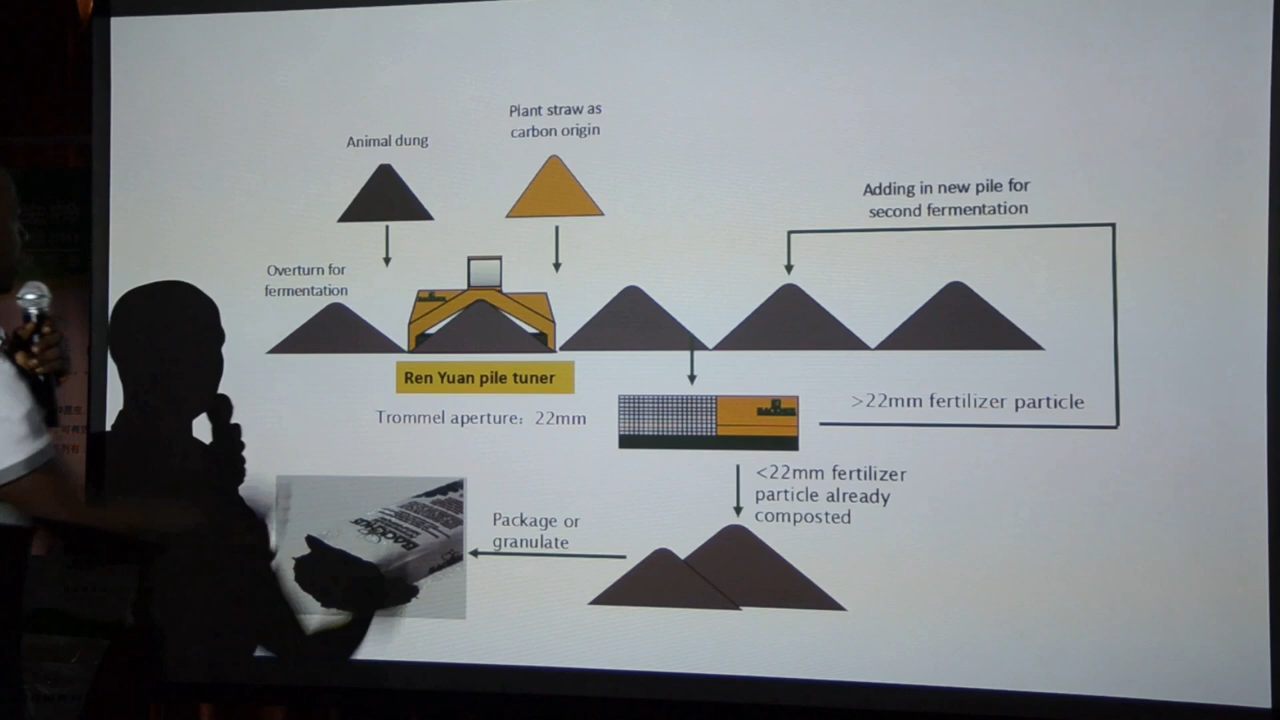 Plant straw as
carbon origin
Animal dung
Adding in new pile for
second fermentation
Overturn for
fermentation
Ren Yuan pile tuner
Trommel aperture: 22mm
>22mm fertilizer particle
<22mm fertilizer
particle already
composted
Package or
granulate